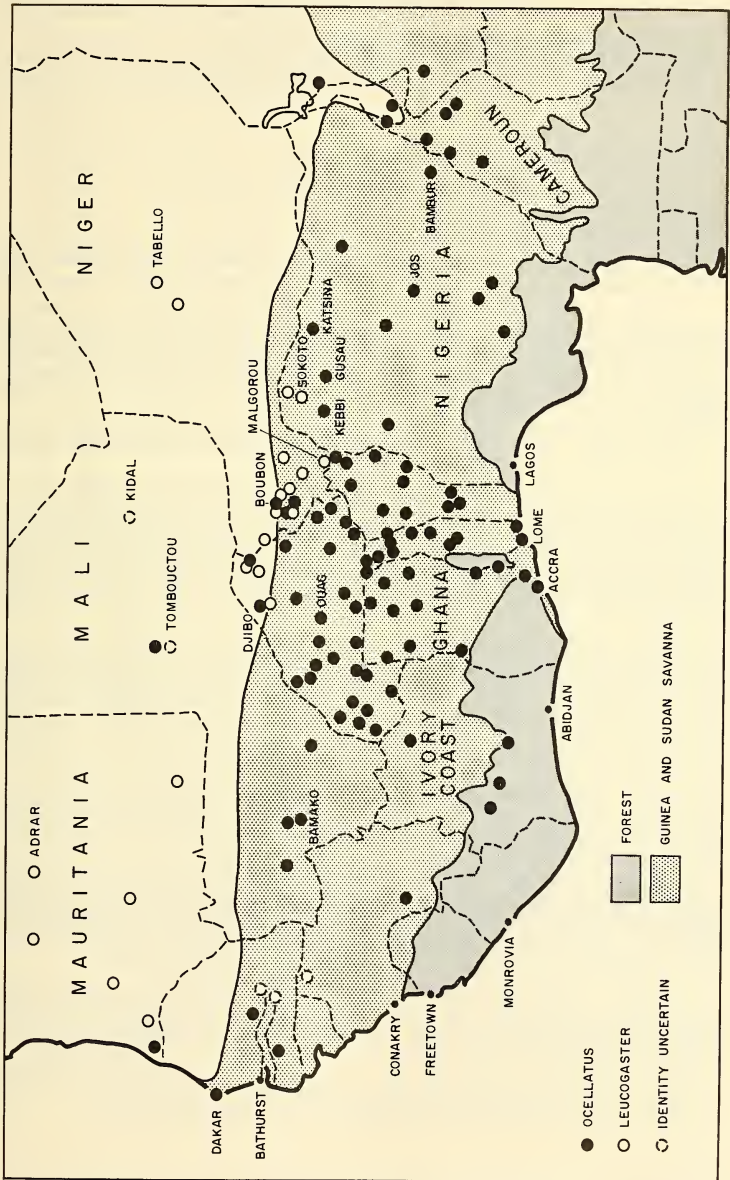 MAURITANIA
ADRAR
MALI
KIDAL
TOMBOUCTOU
NIGER
TABELLO
DAKAR
BATHURST
BAMAKO
DJIBO
OUAG
BOUBON
MALGOROU
SOKOTO
KEBBI
GUSAU
KATSINA
NIGERIA
JOS
BAMBUR
CAMEROUN
IVORY
COAST
GHANA
CONAKRY
FREETOWN
MONROVIA
ABIDJAN
ACCRA
LOME
LAGOS
OCELLATUS
LEUCOGASTER
IDENTITY UNCERTAIN
FOREST
GUINEA AND SUDAN SAVANNA